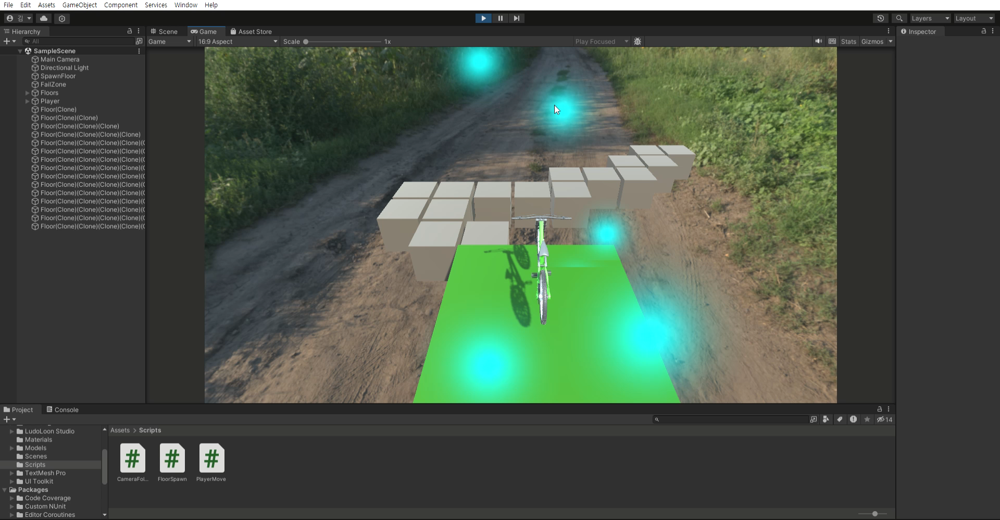 File Edit Assets GameObject Component Services Window Help
김 Layers Layout
Hierarchy
All
SampleScene
Main Camera
Directional Light
SpawnFloor
FailZone
Floors
Player
Floor(Clone)
Floor(Clone)(Clone)
Floor(Clone)(Clone)(Clone)
Floor(Clone)(Clone)(Clone)(Clone)
Floor(Clone)(Clone)(Clone)(Clone)(C
Floor(Clone)(Clone)(Clone)(Clone)(C
Floor(Clone)(Clone)(Clone)(Clone)(C
Floor(Clone)(Clone)(Clone)(Clone)(C
Floor(Clone)(Clone)(Clone)(Clone)(C
Floor(Clone)(Clone)(Clone)(Clone)(C
Floor(Clone)(Clone)(Clone)(Clone)(C
Floor(Clone)(Clone)(Clone)(Clone)(C
Floor(Clone)(Clone)(Clone)(Clone)(C
Floor(Clone)(Clone)(Clone)(Clone)(C
Floor(Clone)(Clone)(Clone)(Clone)(C
Scene Game Asset Store
Game 16:9 Aspect Scale 1x Play Focused Stats Gizmos
Inspector
Project Console
14
LudoLoon Studio
Materials
Models
Scenes
Scripts
TextMesh Pro
UI Toolkit
Packages
Code Coverage
Custom NUnit
Editor Coroutines
Assets > Scripts
CameraFol... FloorSpawn PlayerMove